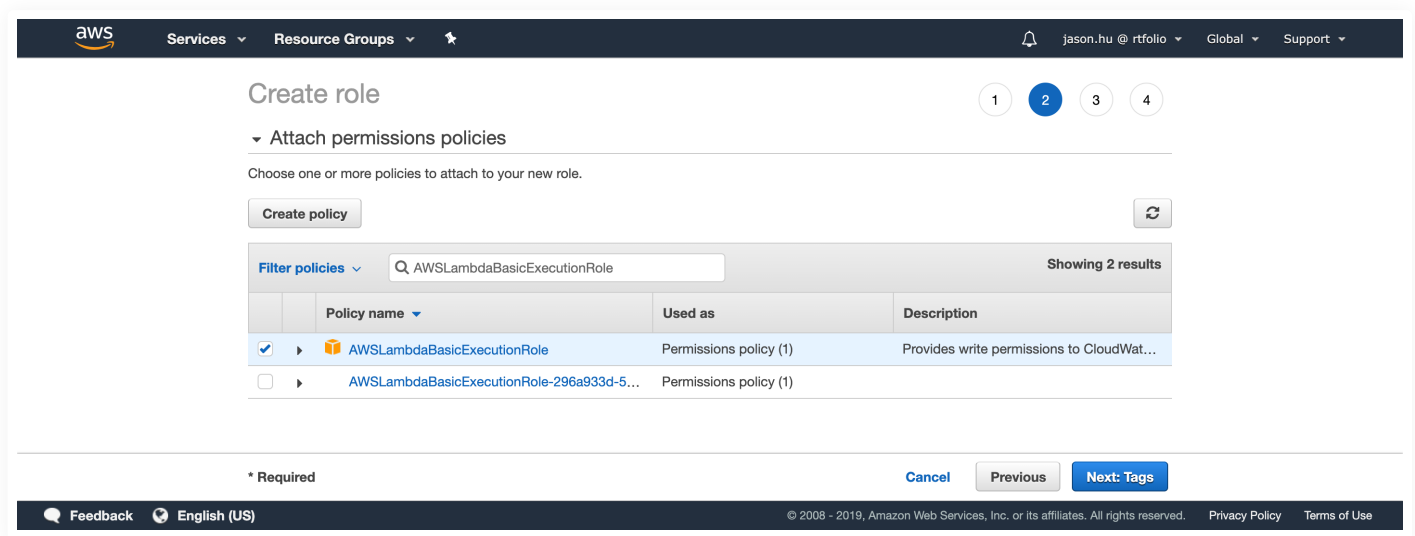 aws Services Resource Groups jason.hu @ rtfolio Global Support
Create role 1 2 3 4
Attach permissions policies
Choose one or more policies to attach to your new role.
Create policy
Filter policies AWSLambdaBasicExecutionRole Showing 2 results
Policy name Used as Description
AWSLambdaBasicExecutionRole Permissions policy (1) Provides write permissions to CloudWat...
AWSLambdaBasicExecutionRole-296a933d-5... Permissions policy (1)
* Required Cancel Previous Next: Tags
Feedback English (US) © 2008 - 2019, Amazon Web Services, Inc. or its affiliates. All rights reserved. Privacy Policy Terms of Use